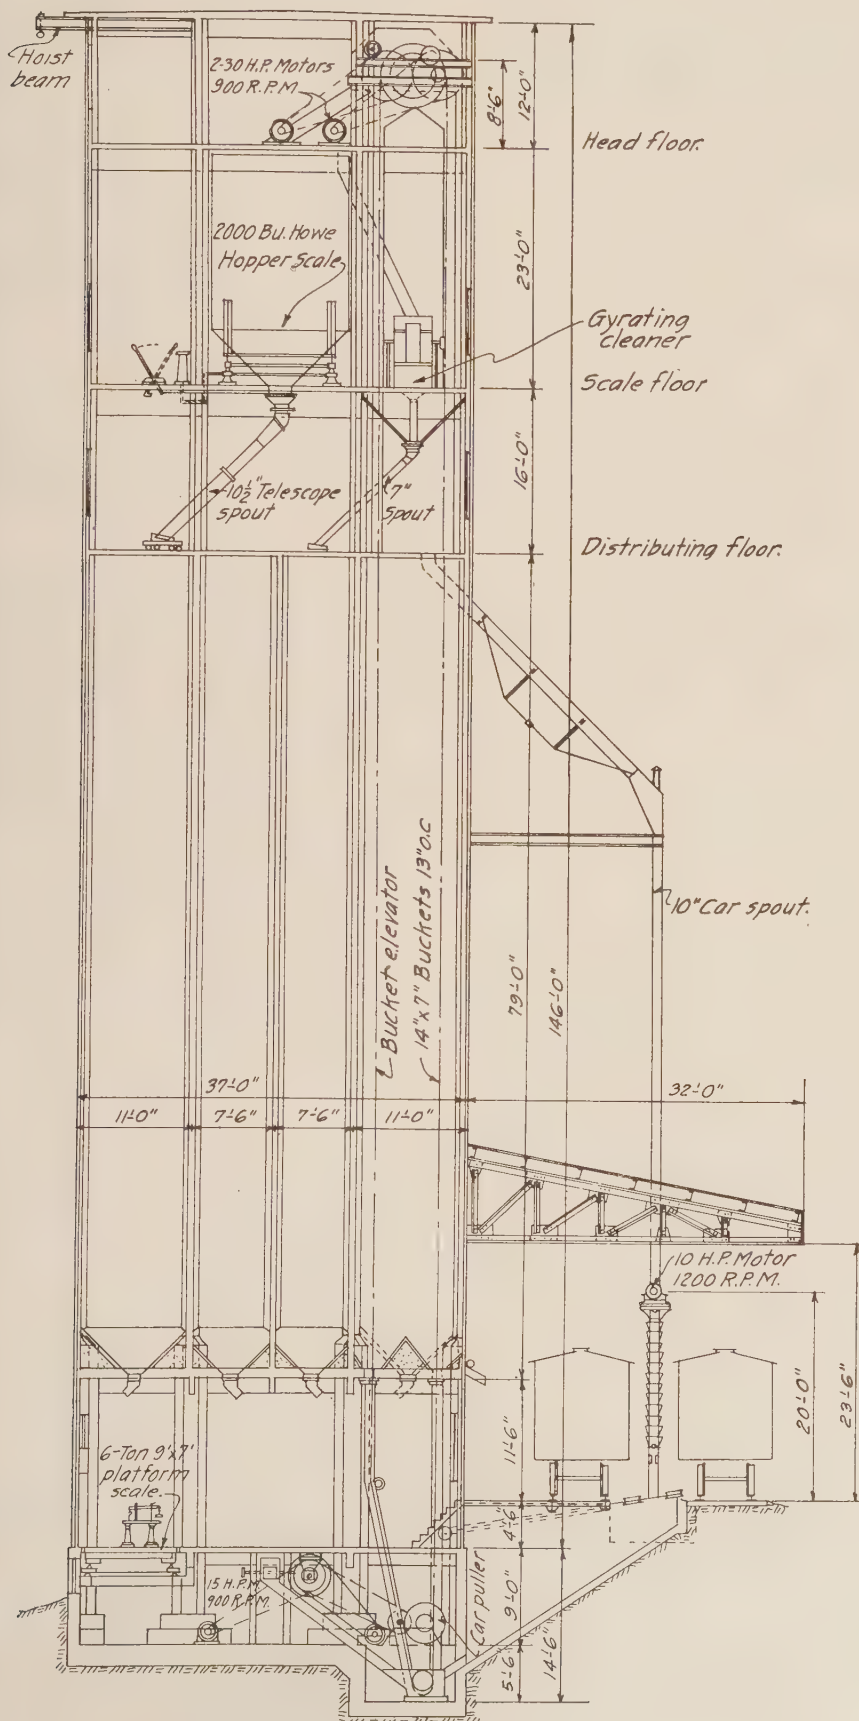 Hoist
beam
2-30 H.P. Motors
900 R.P.M.
8'-6"
12'-0"
Head floor.
2000 Bu. Howe
Hopper Scale
23'-0"
Gyrating
cleaner
Scale floor
10½" Telescope
spout
7"
Spout
16'-0"
Distributing floor.
Bucket elevator
14"x7" Buckets 13" o.c
10" Car spout.
79'-0"
146'-0"
37'-0"
32'-0"
11'-0"
7'-6"
7'-6"
11'-0"
10 H.P. Motor
1200 R.P.M.
20'-0"
23'-6"
11'-6"
6-Ton 9'x7'
platform
scale.
4'-6"
15 H.P.M.
900 R.P.M.
Car puller
9'-0"
5'-6"
14'-6"